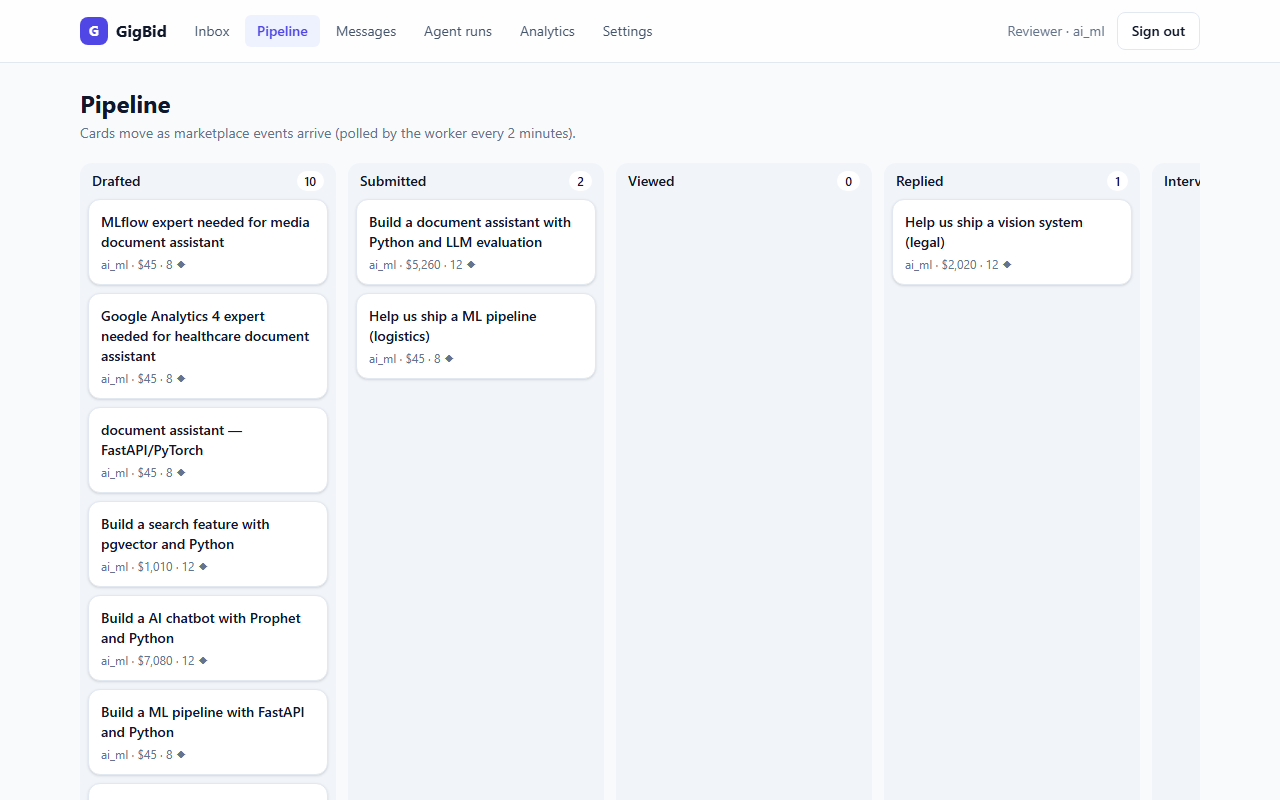 G GigBid Inbox Pipeline Messages Agent runs Analytics Settings Reviewer · ai_ml Sign out
Pipeline
Cards move as marketplace events arrive (polled by the worker every 2 minutes).
Drafted 10
MLflow expert needed for media
document assistant
ai_ml · $45 · 8 ◆
Google Analytics 4 expert
needed for healthcare document
assistant
ai_ml · $45 · 8 ◆
document assistant —
FastAPI/PyTorch
ai_ml · $45 · 8 ◆
Build a search feature with
pgvector and Python
ai_ml · $1,010 · 12 ◆
Build a AI chatbot with Prophet
and Python
ai_ml · $7,080 · 12 ◆
Build a ML pipeline with FastAPI
and Python
ai_ml · $45 · 8 ◆
Submitted 2
Build a document assistant with
Python and LLM evaluation
ai_ml · $5,260 · 12 ◆
Help us ship a ML pipeline
(logistics)
ai_ml · $45 · 8 ◆
Viewed 0
Replied 1
Help us ship a vision system
(legal)
ai_ml · $2,020 · 12 ◆
Interv